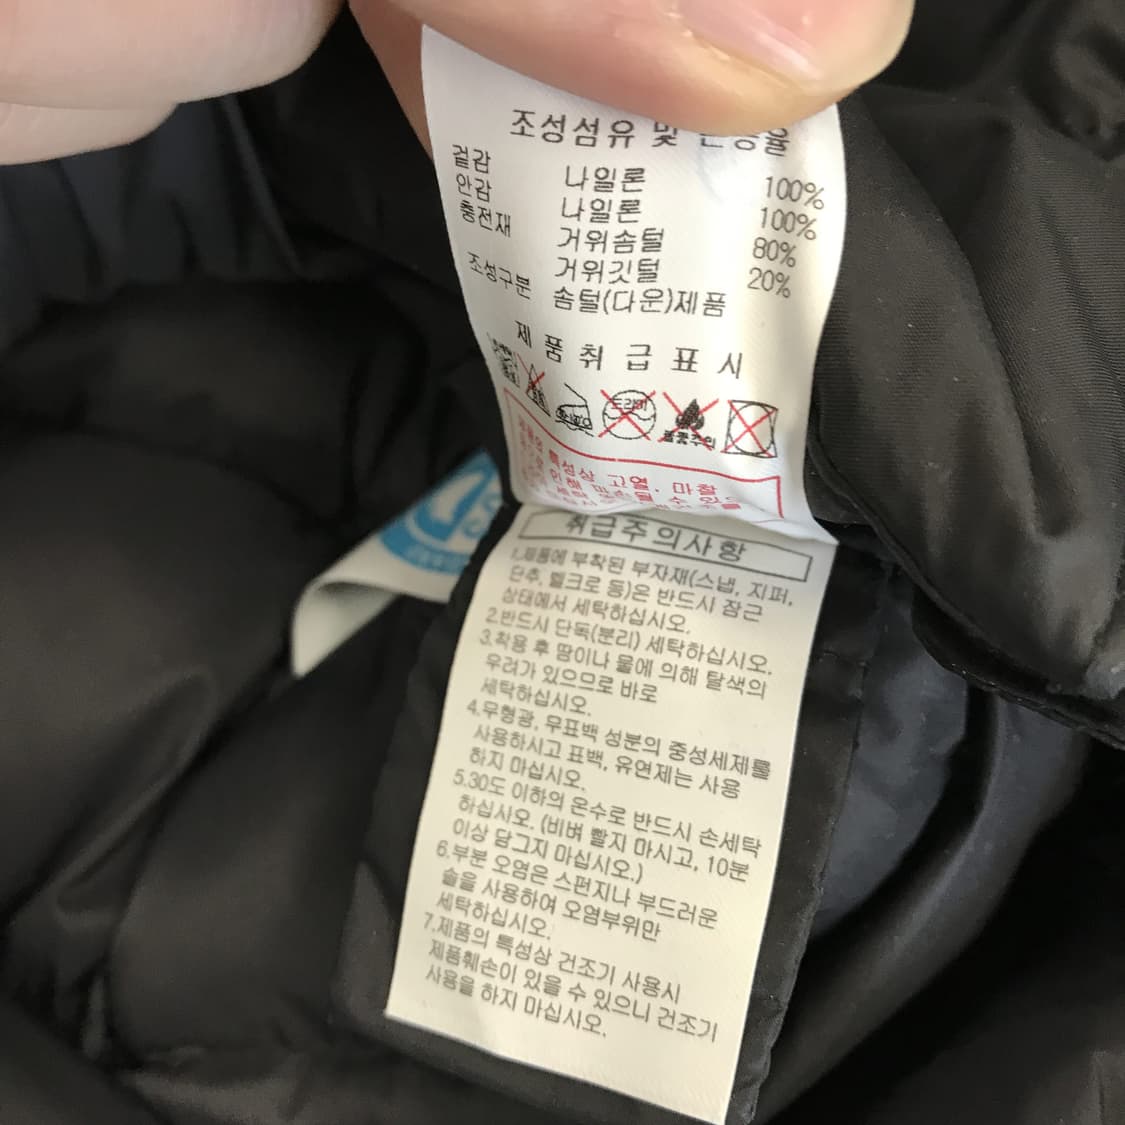 조성섬유 및 혼용율
겉감 나일론 100%
안감 나일론 100%
충전재 거위솜털 80%
거위깃털 20%
조성구분 솜털(다운)제품
제품취급표시
드라이
특성상 고열, 마찰
취급주의사항
1.제품에 부착된 부자재(스냅, 지퍼,
단추, 벨크로 등)은 반드시 잠근
상태에서 세탁하십시오.
2.반드시 단독(분리) 세탁하십시오.
3.착용 후 땀이나 물에 의해 탈색의
우려가 있으므로 바로
세탁하십시오.
4.무형광, 무표백 성분의 중성세제를
사용하시고 표백, 유연제는 사용
하지 마십시오.
5.30도 이하의 온수로 반드시 손세탁
하십시오. (비벼 빨지 마시고, 10분
이상 담그지 마십시오.)
6.부분 오염은 스펀지나 부드러운
솔을 사용하여 오염부위만
세탁하십시오.
7.제품의 특성상 건조기 사용시
제품훼손이 있을 수 있으니 건조기
사용을 하지 마십시오.